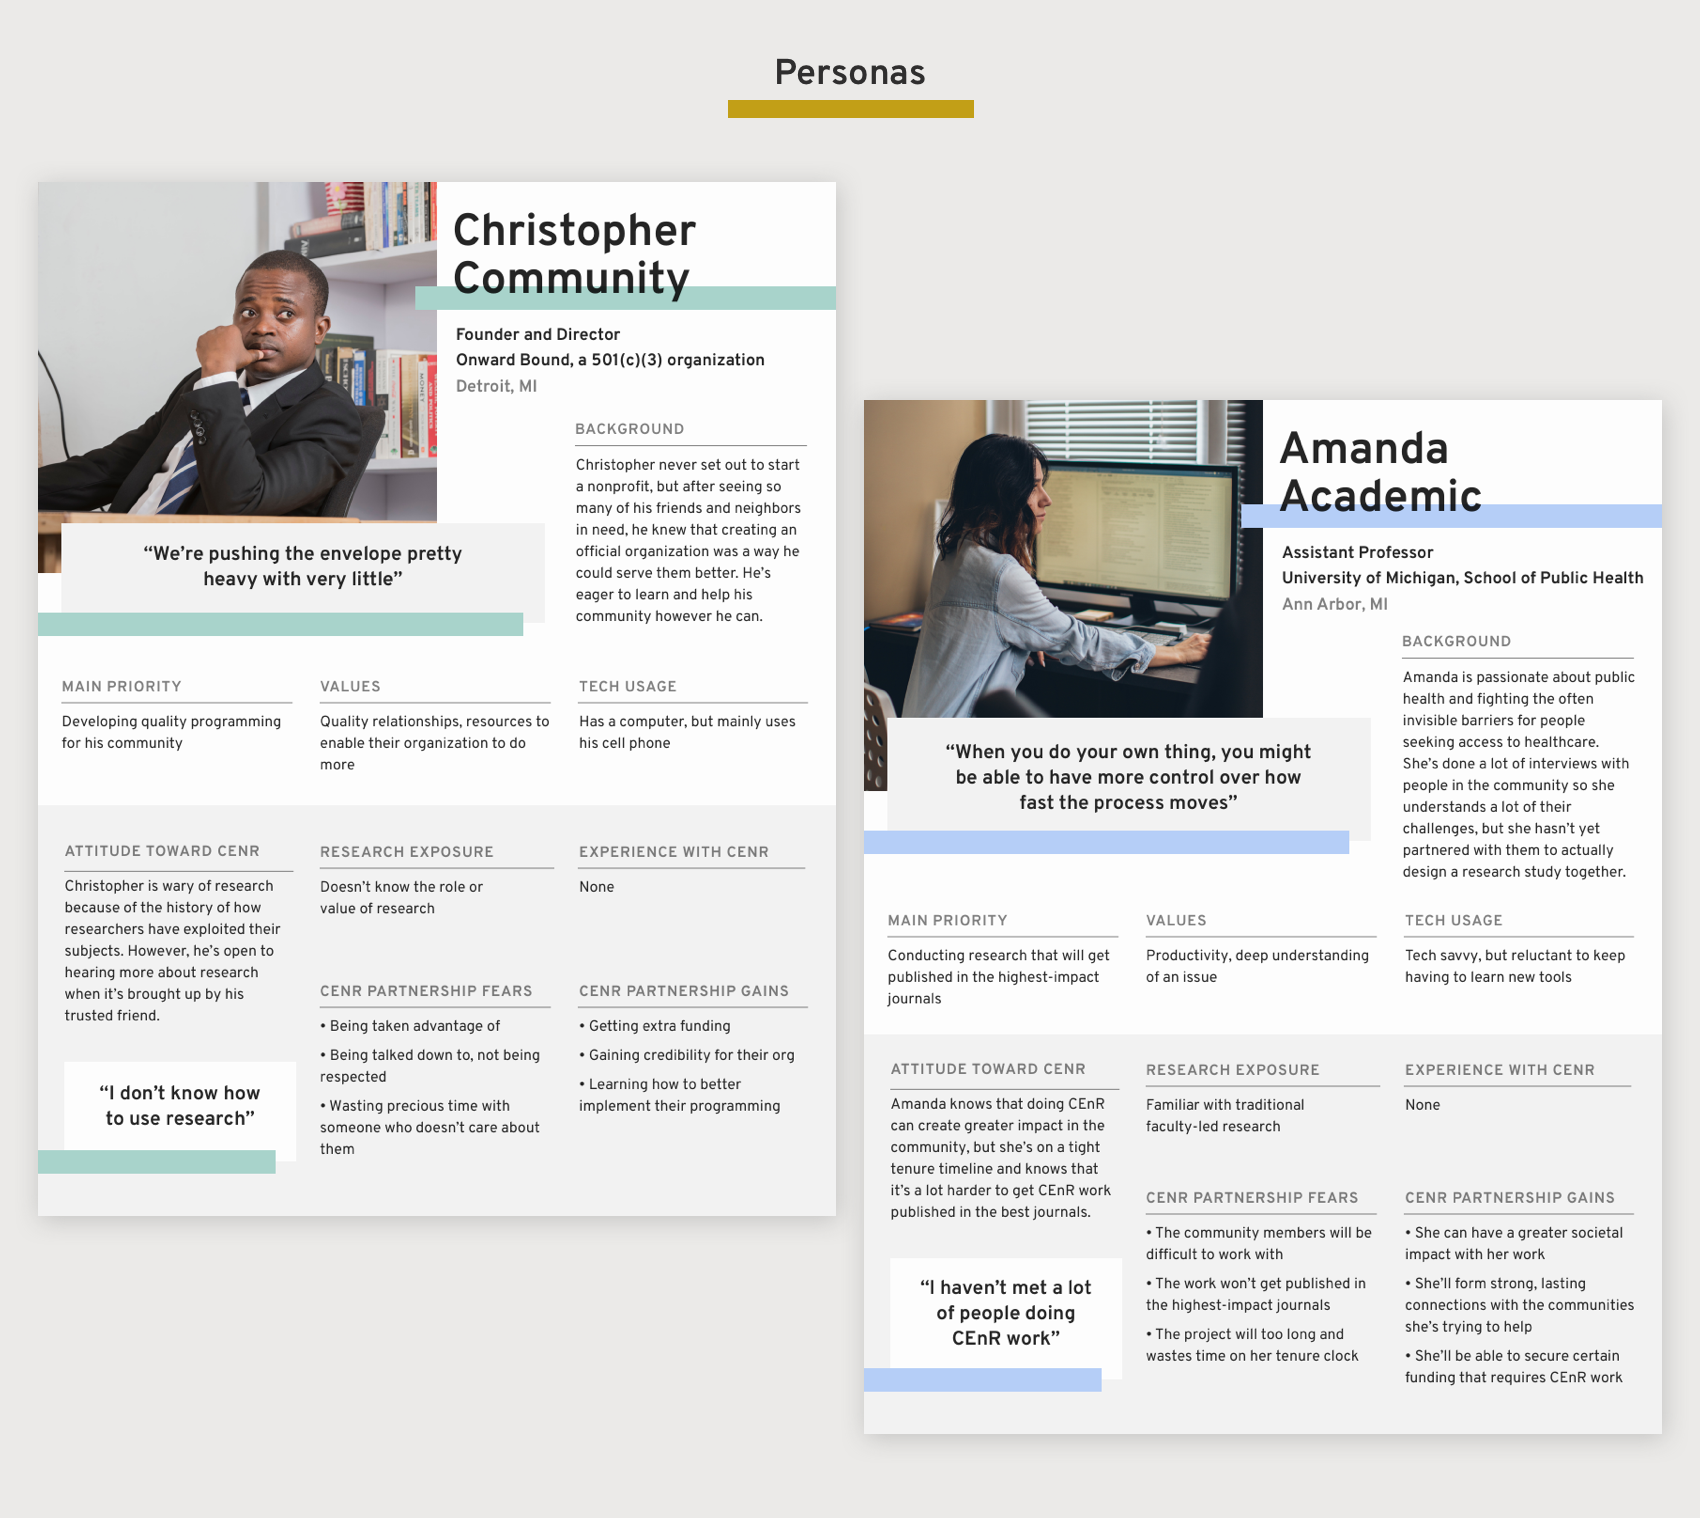 Personas
Christopher
Community
Founder and Director
Onward Bound, a 501(c)(3) organization
Detroit, MI
BACKGROUND
Christopher never set out to start
a nonprofit, but after seeing so
many of his friends and neighbors
in need, he knew that creating an
official organization was a way he
could serve them better. He’s
eager to learn and help his
community however he can.
“We’re pushing the envelope pretty
heavy with very little”
MAIN PRIORITY
Developing quality programming
for his community
VALUES
Quality relationships, resources to
enable their organization to do
more
TECH USAGE
Has a computer, but mainly uses
his cell phone
ATTITUDE TOWARD CENR
Christopher is wary of research
because of the history of how
researchers have exploited their
subjects. However, he’s open to
hearing more about research
when it’s brought up by his
trusted friend.
“I don’t know how
to use research”
RESEARCH EXPOSURE
Doesn’t know the role or
value of research
EXPERIENCE WITH CENR
None
CENR PARTNERSHIP FEARS
• Being taken advantage of
• Being talked down to, not being
respected
• Wasting precious time with
someone who doesn’t care about
them
CENR PARTNERSHIP GAINS
• Getting extra funding
• Gaining credibility for their org
• Learning how to better
implement their programming
Amanda
Academic
Assistant Professor
University of Michigan, School of Public Health
Ann Arbor, MI
BACKGROUND
Amanda is passionate about public
health and fighting the often
invisible barriers for people
seeking access to healthcare.
She’s done a lot of interviews with
people in the community so she
understands a lot of their
challenges, but she hasn’t yet
partnered with them to actually
design a research study together.
“When you do your own thing, you might
be able to have more control over how
fast the process moves”
MAIN PRIORITY
Conducting research that will get
published in the highest-impact
journals
VALUES
Productivity, deep understanding
of an issue
TECH USAGE
Tech savvy, but reluctant to keep
having to learn new tools
ATTITUDE TOWARD CENR
Amanda knows that doing CEnR
can create greater impact in the
community, but she’s on a tight
tenure timeline and knows that
it’s a lot harder to get CEnR work
published in the best journals.
“I haven’t met a lot
of people doing
CEnR work”
RESEARCH EXPOSURE
Familiar with traditional
faculty-led research
EXPERIENCE WITH CENR
None
CENR PARTNERSHIP FEARS
• The community members will be
difficult to work with
• The work won’t get published in
the highest-impact journals
• The project will too long and
wastes time on her tenure clock
CENR PARTNERSHIP GAINS
• She can have a greater societal
impact with her work
• She’ll form strong, lasting
connections with the communities
she’s trying to help
• She’ll be able to secure certain
funding that requires CEnR work